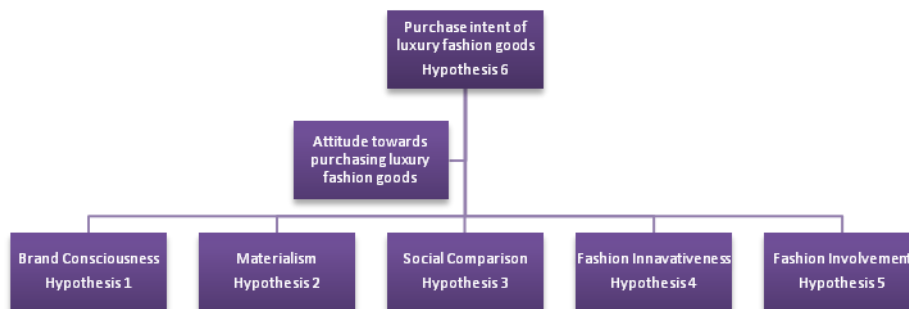 Purchase intent of
luxury fashion goods
Hypothesis 6
Attitude towards
purchasing luxury
fashion goods
Brand Consciousness
Hypothesis 1
Materialism
Hypothesis 2
Social Comparison
Hypothesis 3
Fashion Innavativeness
Hypothesis 4
Fashion Involvement
Hypothesis 5